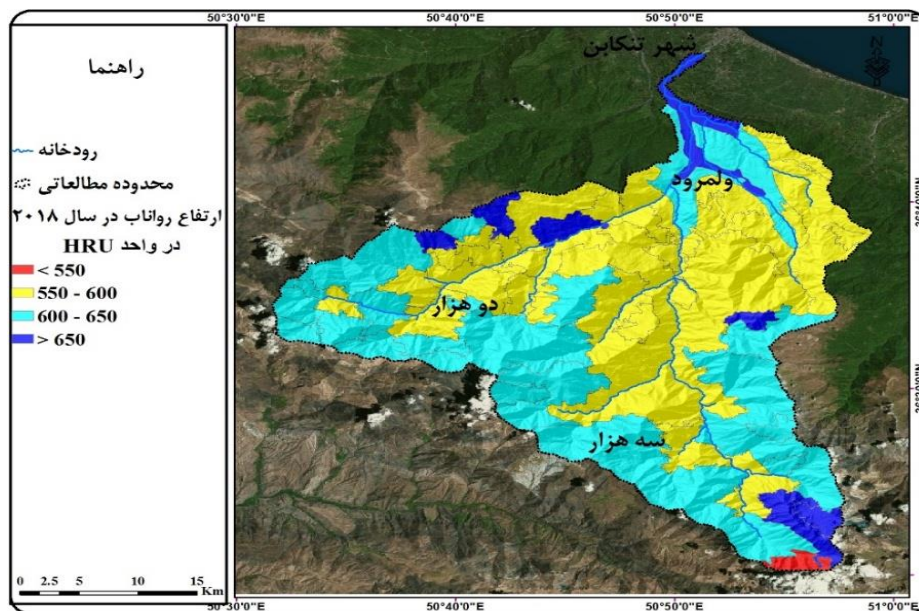 50°30'0"E 50°40'0"E 50°50'0"E 51°0'0"E
راهنما
رودخانه
محدوده مطالعاتی
ارتفاع رواناب در سال ۲۰۱۸
در واحد HRU
< 550
550 - 600
600 - 650
> 650
0 2.5 5 10 15
Km
شهر تنکابن
N
ولمرود
دو هزار
سه هزار
50°30'0"E 50°40'0"E 50°50'0"E 51°0'0"E